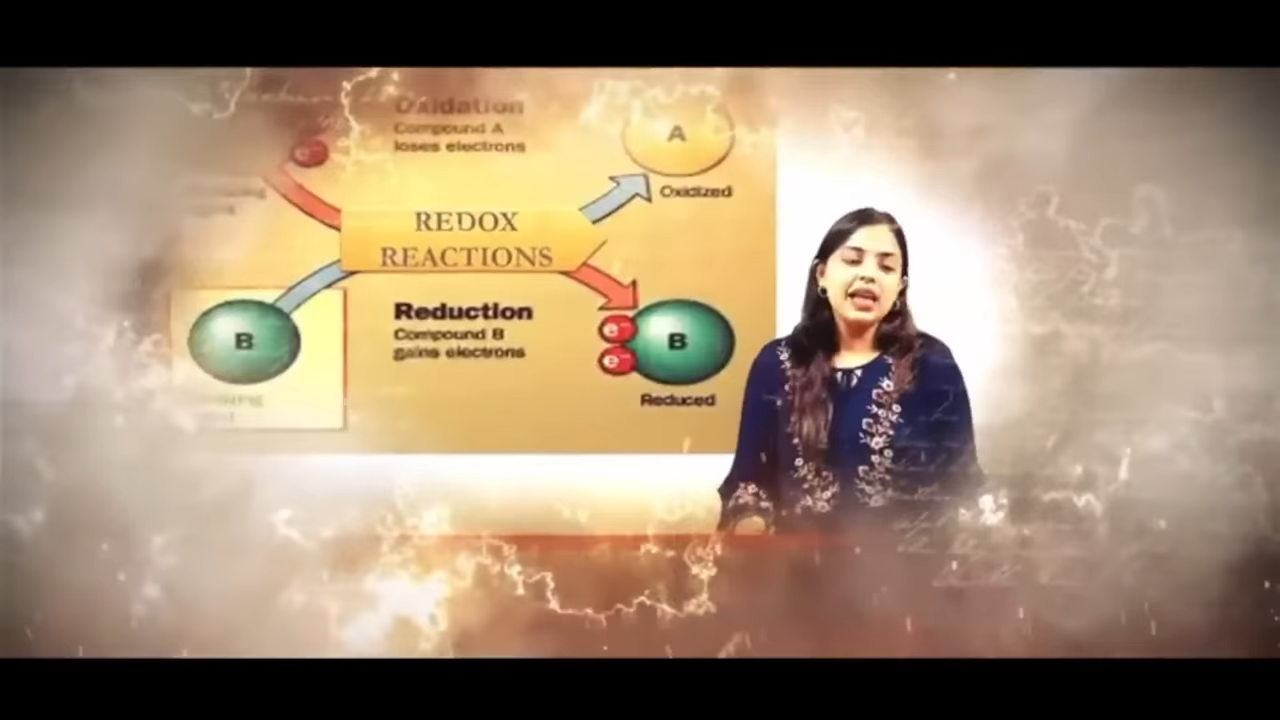 Oxidation
Compound A
loses electrons
e⁻
A
Oxidized
REDOX
REACTIONS
Reduction
Compound B
gains electrons
B
e⁻
e⁻
B
Reduced